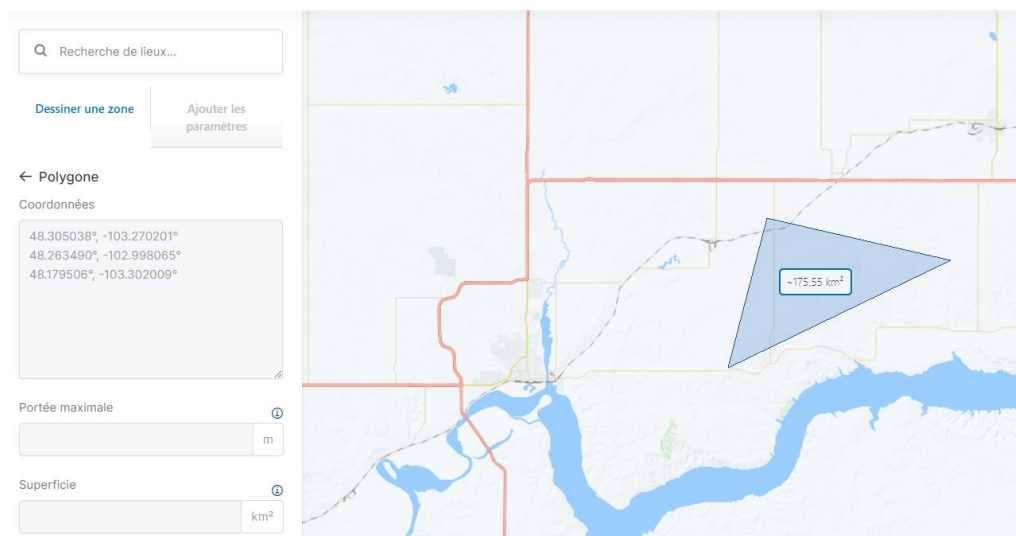 Recherche de lieux...
Dessiner une zone
Ajouter les
paramètres
← Polygone
Coordonnées
48.305038°, -103.270201°
48.263490°, -102.998065°
48.179506°, -103.302009°
Portée maximale
m
Superficie
km²
~175.55 km²